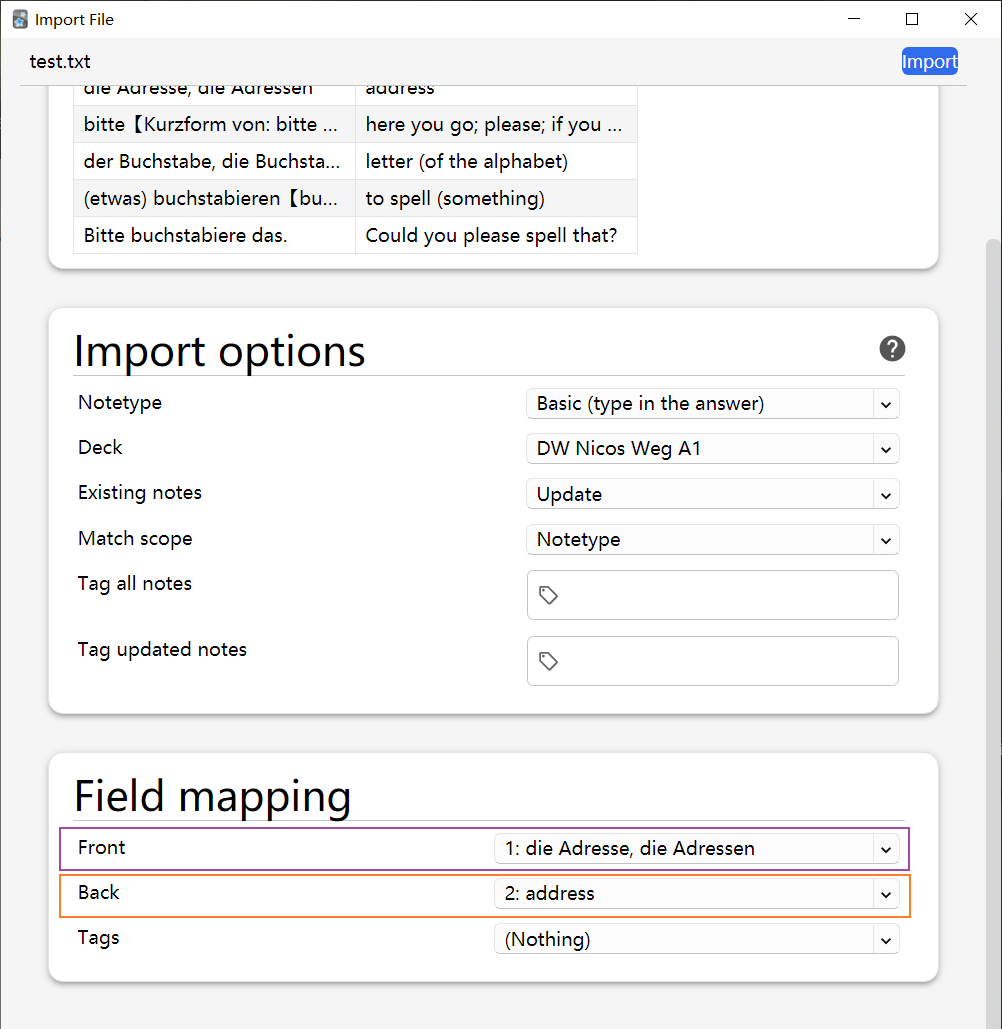 Import File
test.txt
Import
die Adresse, die Adressen address
bitte【Kurzform von: bitte ... here you go; please; if you ...
der Buchstabe, die Buchsta... letter (of the alphabet)
(etwas) buchstabieren【bu... to spell (something)
Bitte buchstabiere das. Could you please spell that?
Import options
Notetype Basic (type in the answer)
Deck DW Nicos Weg A1
Existing notes Update
Match scope Notetype
Tag all notes
Tag updated notes
Field mapping
Front 1: die Adresse, die Adressen
Back 2: address
Tags (Nothing)